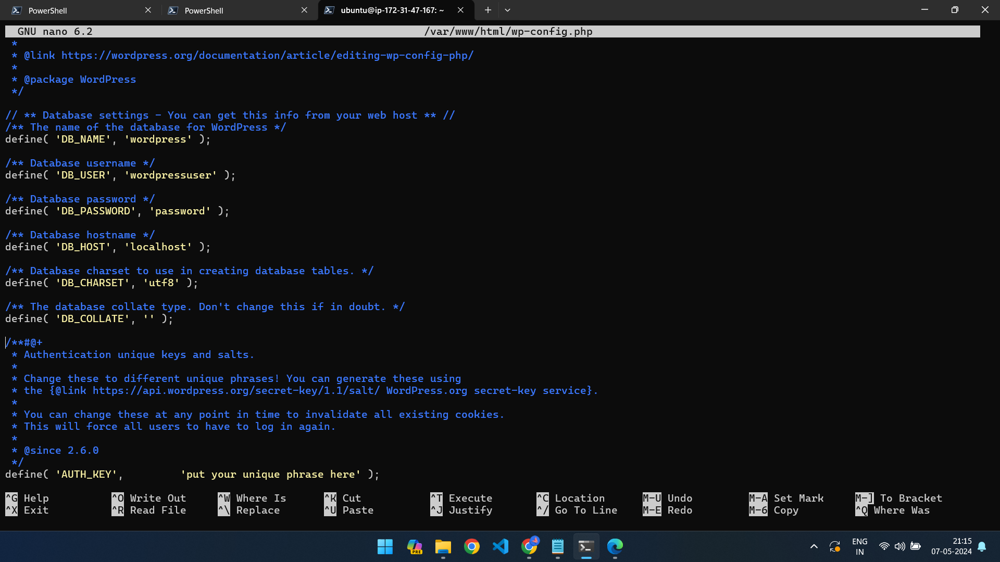 PowerShell
PowerShell
ubuntu@ip-172-31-47-167: ~
GNU nano 6.2 /var/www/html/wp-config.php
*
* @link https://wordpress.org/documentation/article/editing-wp-config-php/
*
* @package WordPress
*/
// ** Database settings - You can get this info from your web host ** //
/** The name of the database for WordPress */
define( 'DB_NAME', 'wordpress' );
/** Database username */
define( 'DB_USER', 'wordpressuser' );
/** Database password */
define( 'DB_PASSWORD', 'password' );
/** Database hostname */
define( 'DB_HOST', 'localhost' );
/** Database charset to use in creating database tables. */
define( 'DB_CHARSET', 'utf8' );
/** The database collate type. Don't change this if in doubt. */
define( 'DB_COLLATE', '' );
/**#@+
* Authentication unique keys and salts.
*
* Change these to different unique phrases! You can generate these using
* the {@link https://api.wordpress.org/secret-key/1.1/salt/ WordPress.org secret-key service}.
*
* You can change these at any point in time to invalidate all existing cookies.
* This will force all users to have to log in again.
*
* @since 2.6.0
*/
define( 'AUTH_KEY',         'put your unique phrase here' );
^G Help ^O Write Out ^W Where Is ^K Cut ^T Execute ^C Location M-U Undo M-A Set Mark M-] To Bracket
^X Exit ^R Read File ^\ Replace ^U Paste ^J Justify ^/ Go To Line M-E Redo M-6 Copy ^Q Where Was
PRE
ENG
IN
21:15
07-05-2024